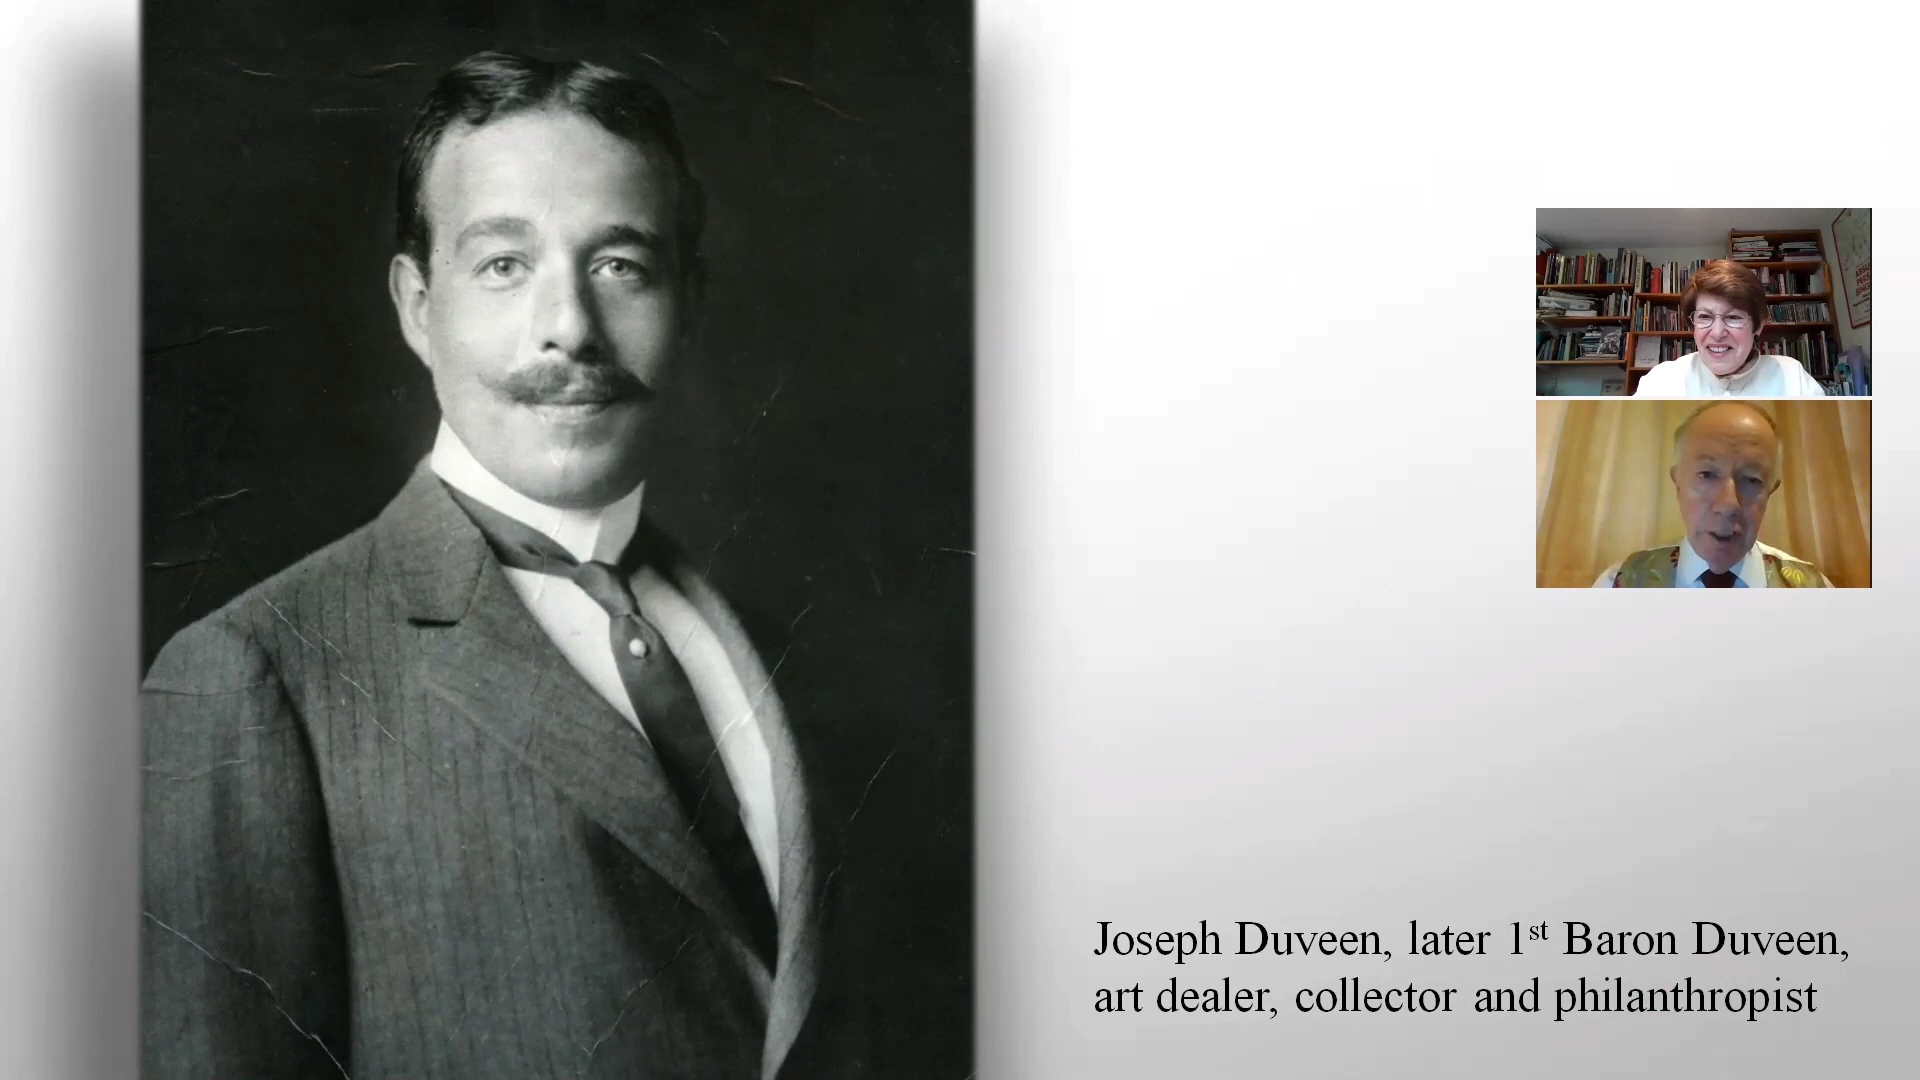 Joseph Duveen, later 1st Baron Duveen,
art dealer, collector and philanthropist